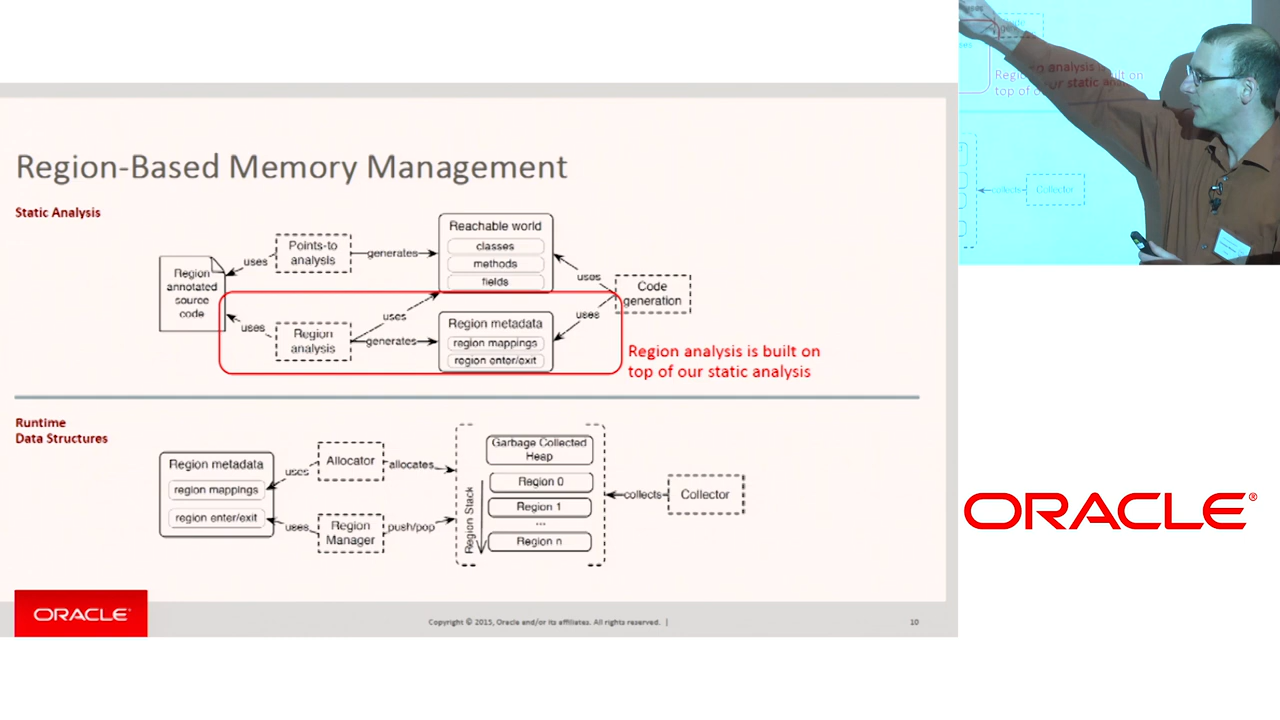 Region-Based Memory Management
Static Analysis
Region
annotated
source
code
uses
uses
Points-to
analysis
generates
Reachable world
classes
methods
fields
uses
Code
generation
Region
analysis
uses
generates
Region metadata
region mappings
region enter/exit
uses
Region analysis is built on
top of our static analysis
Runtime
Data Structures
Region metadata
region mappings
region enter/exit
uses
uses
Allocator
allocates
Region
Manager
push/pop
Region Stack
Garbage Collected
Heap
Region 0
Region 1
...
Region n
collects
Collector
ORACLE®
Copyright © 2015, Oracle and/or its affiliates. All rights reserved. |
10
collects
Collector
ORACLE®